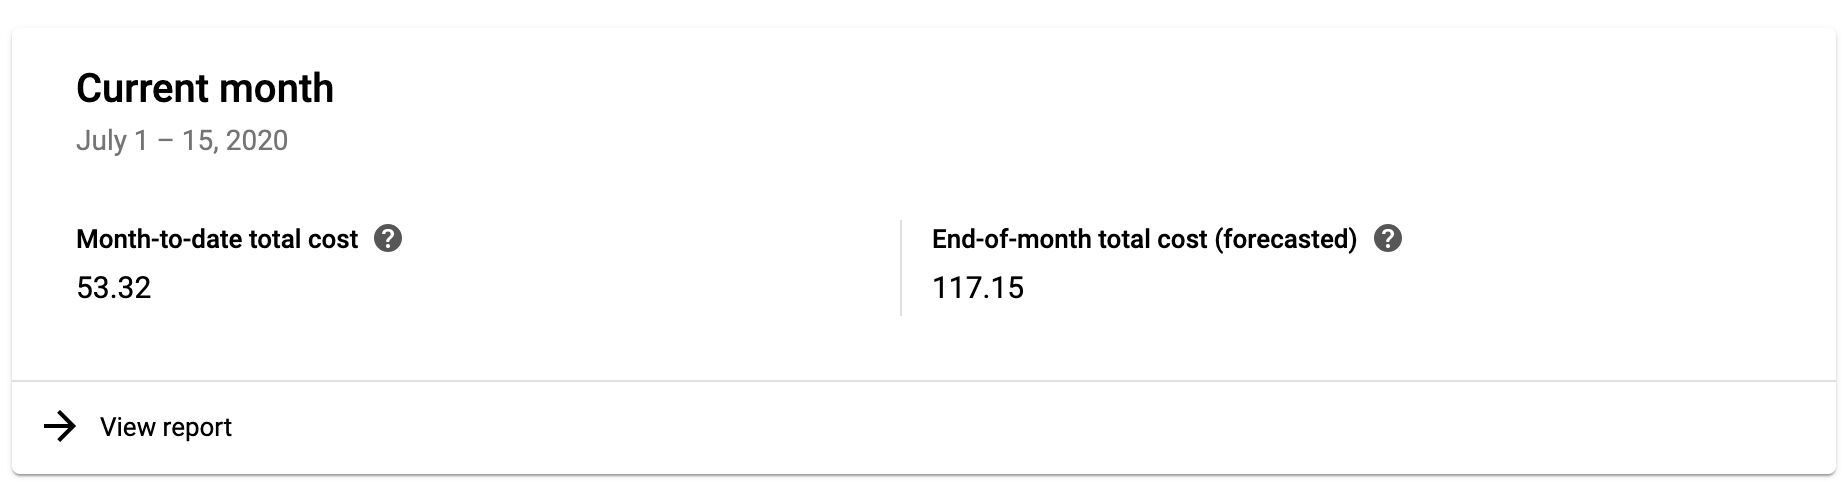 Current month
July 1 – 15, 2020
Month-to-date total cost ?
53.32
End-of-month total cost (forecasted) ?
117.15
View report